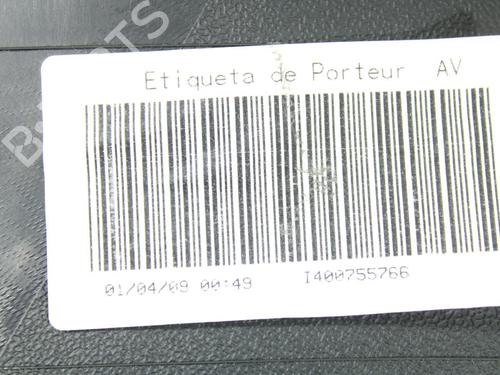 Etiqueta de Porteur AV
01/04/09 00:49 I400755766